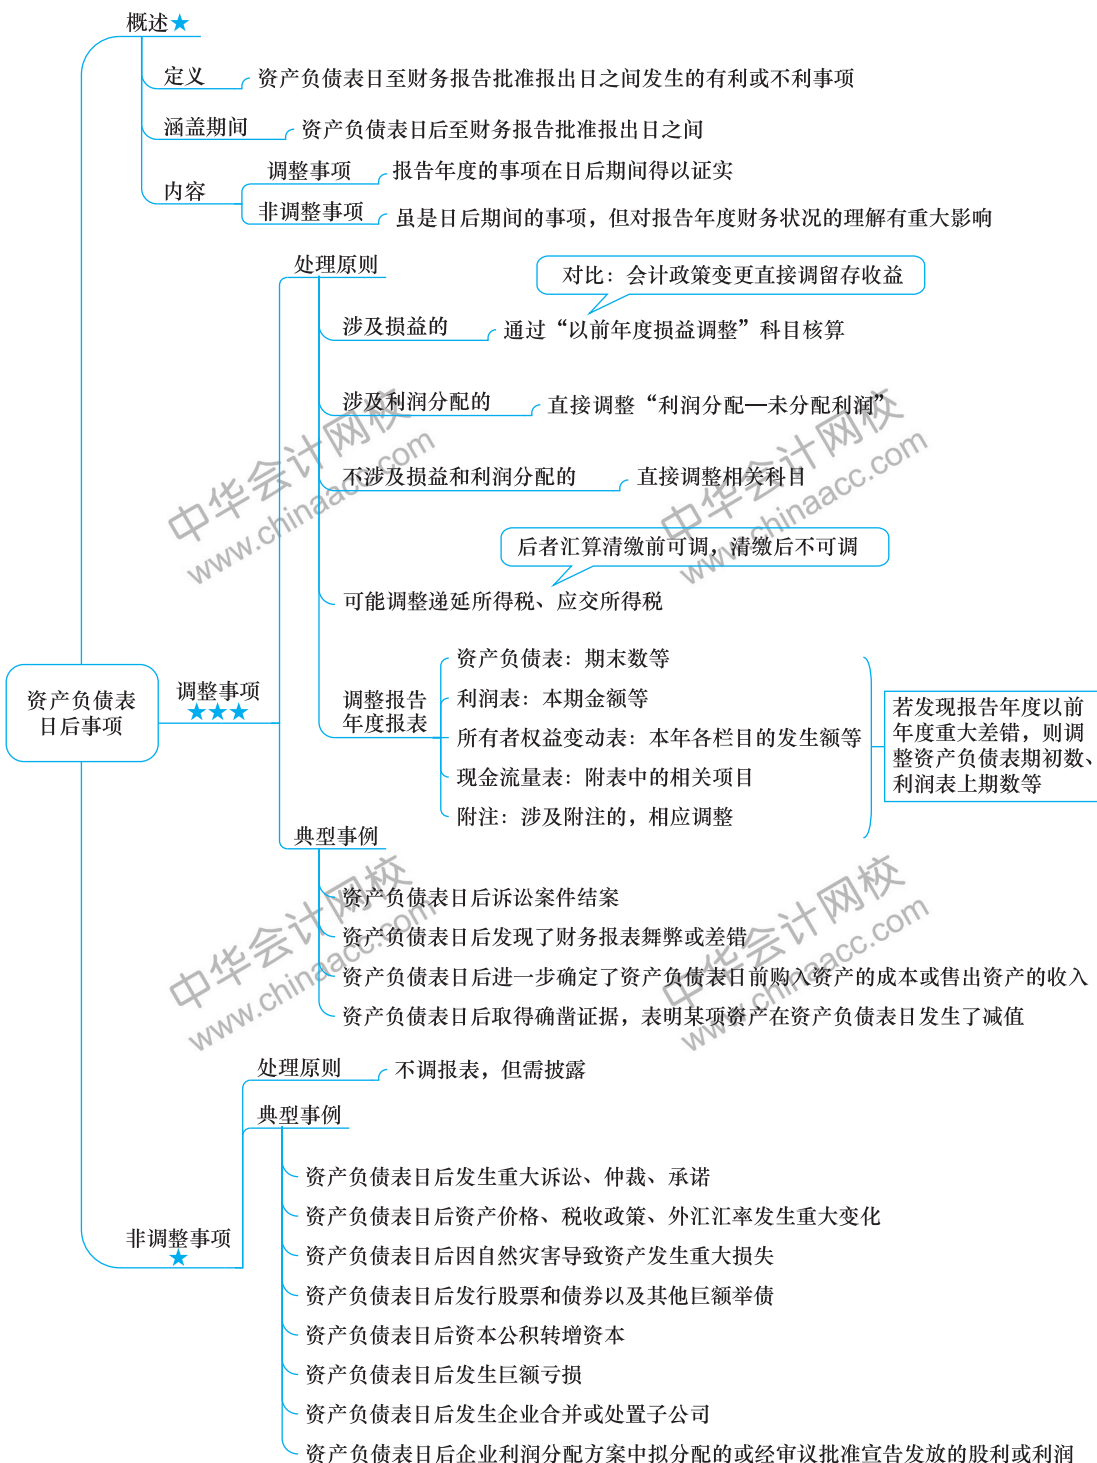 概述★
定义
资产负债表日至财务报告批准报出日之间发生的有利或不利事项
涵盖期间
资产负债表日后至财务报告批准报出日之间
内容
调整事项
报告年度的事项在日后期间得以证实
非调整事项
虽是日后期间的事项，但对报告年度财务状况的理解有重大影响
资产负债表
日后事项
调整事项
★★★
处理原则
对比：会计政策变更直接调留存收益
涉及损益的
通过“以前年度损益调整”科目核算
涉及利润分配的
直接调整“利润分配—未分配利润”
不涉及损益和利润分配的
直接调整相关科目
后者汇算清缴前可调，清缴后不可调
可能调整递延所得税、应交所得税
调整报告
年度报表
资产负债表：期末数等
利润表：本期金额等
所有者权益变动表：本年各栏目的发生额等
现金流量表：附表中的相关项目
附注：涉及附注的，相应调整
若发现报告年度以前
年度重大差错，则调
整资产负债表期初数、
利润表上期数等
典型事例
资产负债表日后诉讼案件结案
资产负债表日后发现了财务报表舞弊或差错
资产负债表日后进一步确定了资产负债表日前购入资产的成本或售出资产的收入
资产负债表日后取得确凿证据，表明某项资产在资产负债表日发生了减值
非调整事项
★
处理原则
不调报表，但需披露
典型事例
资产负债表日后发生重大诉讼、仲裁、承诺
资产负债表日后资产价格、税收政策、外汇汇率发生重大变化
资产负债表日后因自然灾害导致资产发生重大损失
资产负债表日后发行股票和债券以及其他巨额举债
资产负债表日后资本公积转增资本
资产负债表日后发生巨额亏损
资产负债表日后发生企业合并或处置子公司
资产负债表日后企业利润分配方案中拟分配的或经审议批准宣告发放的股利或利润
中华会计网校
www.chinaacc.com
中华会计网校
www.chinaacc.com
中华会计网校
www.chinaacc.com
中华会计网校
www.chinaacc.com